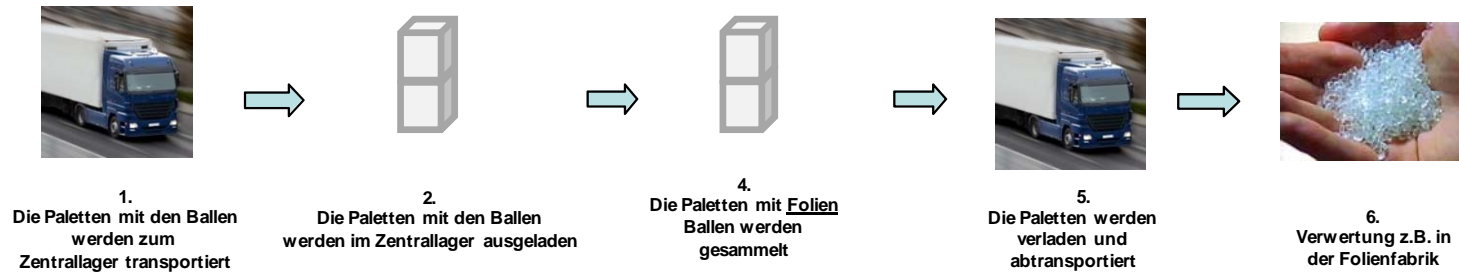 1.
Die Paletten mit den Ballen
werden zum
Zentrallager transportiert
2.
Die Paletten mit den Ballen
werden im Zentrallager ausgeladen
4.
Die Paletten mit Folien
Ballen werden
gesammelt
5.
Die Paletten werden
verladen und
abtransportiert
6.
Verwertung z.B. in
der Folienfabrik